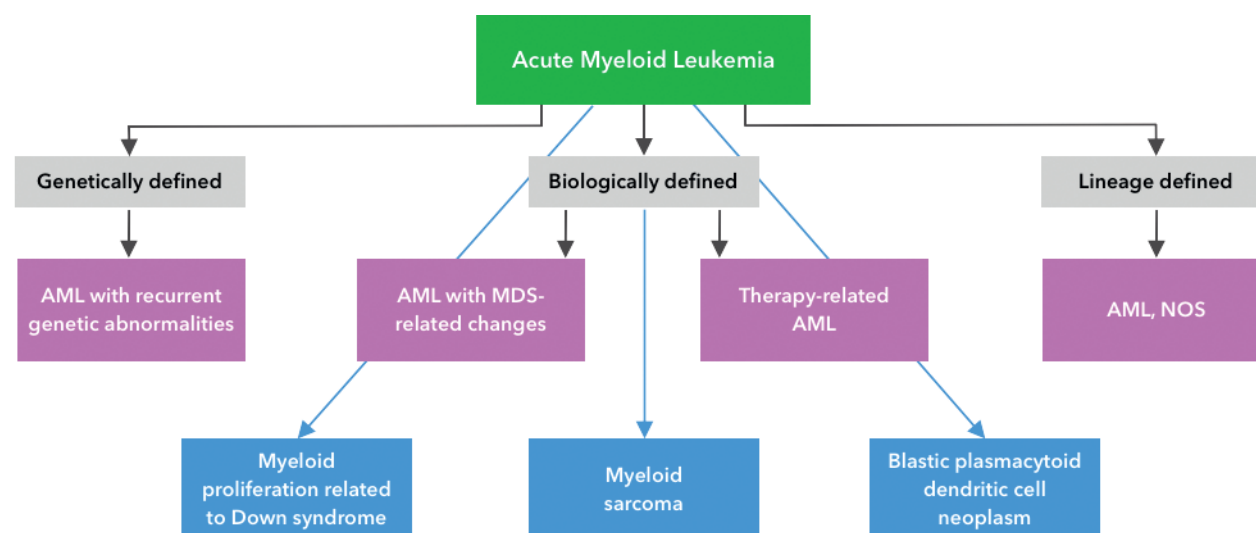 Acute Myeloid Leukemia
Genetically defined
Biologically defined
Lineage defined
AML with recurrent
genetic abnormalities
AML with MDS-
related changes
Therapy-related
AML
AML, NOS
Myeloid
proliferation related
to Down syndrome
Myeloid
sarcoma
Blastic plasmacytoid
dendritic cell
neoplasm